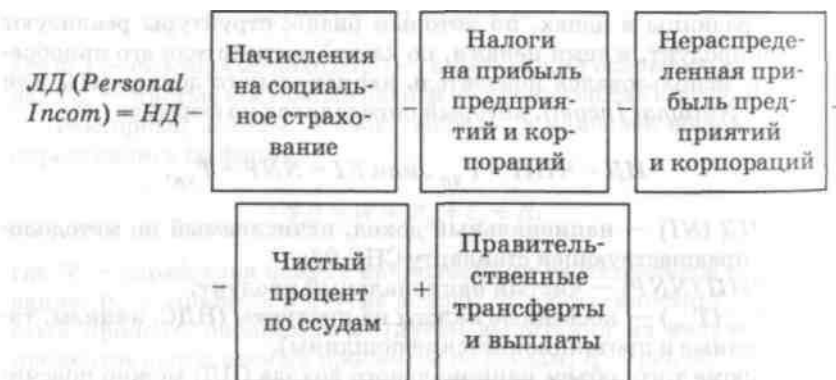 ЛД (Personal
Incom) = НД –
Начисления
на социаль-
ное страхо-
вание
–
Налоги
на прибыль
предприя-
тий и кор-
пораций
–
Нераспреде-
ленная при-
быль пред-
приятий
и корпораций
–
–
Чистый
процент
по ссудам
+
Правитель-
ственные
трансферты
и выплаты